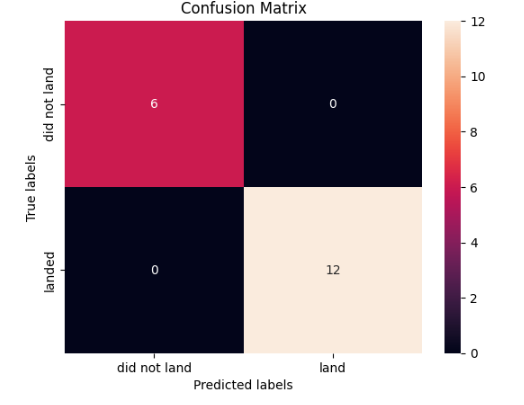 Confusion Matrix
did not land
6
0
landed
0
12
True labels
did not land
land
Predicted labels
12
10
8
6
4
2
0